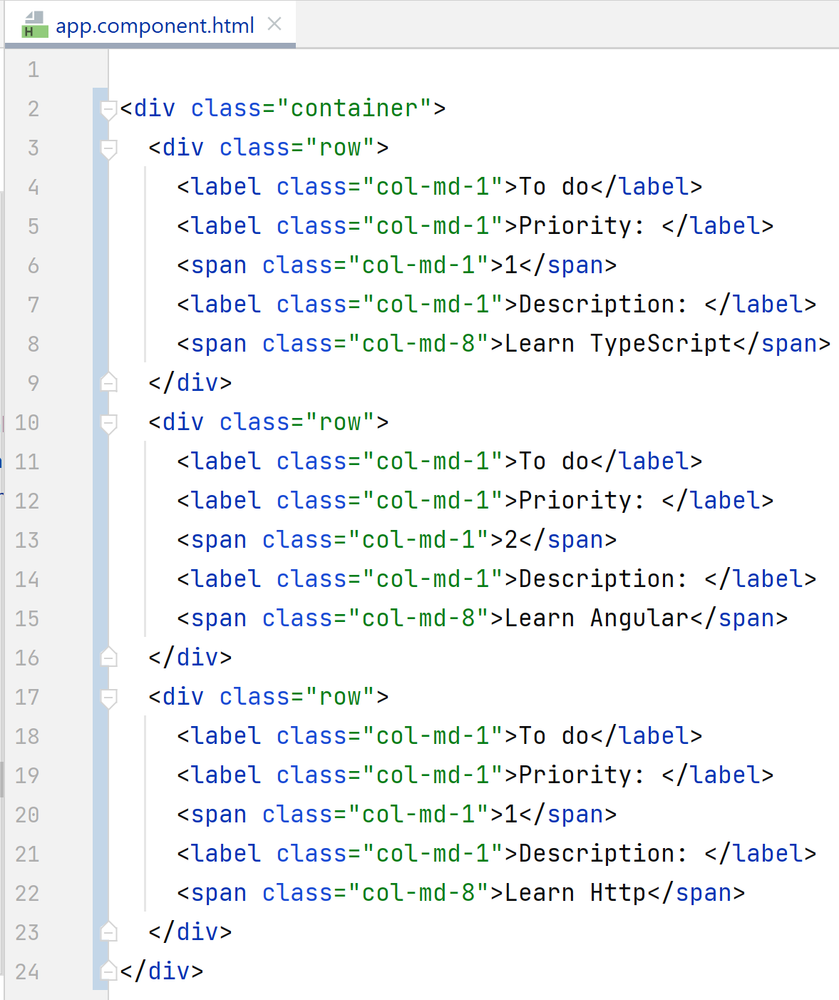 app.component.html
1
2 <div class="container">
3   <div class="row">
4     <label class="col-md-1">To do</label>
5     <label class="col-md-1">Priority: </label>
6     <span class="col-md-1">1</span>
7     <label class="col-md-1">Description: </label>
8     <span class="col-md-8">Learn TypeScript</span>
9   </div>
10   <div class="row">
11     <label class="col-md-1">To do</label>
12     <label class="col-md-1">Priority: </label>
13     <span class="col-md-1">2</span>
14     <label class="col-md-1">Description: </label>
15     <span class="col-md-8">Learn Angular</span>
16   </div>
17   <div class="row">
18     <label class="col-md-1">To do</label>
19     <label class="col-md-1">Priority: </label>
20     <span class="col-md-1">1</span>
21     <label class="col-md-1">Description: </label>
22     <span class="col-md-8">Learn Http</span>
23   </div>
24 </div>